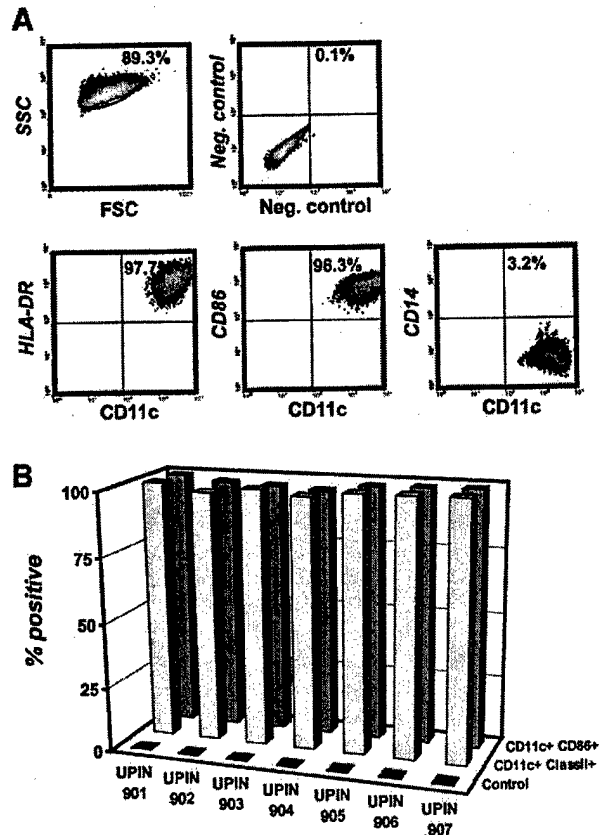 A
89.3%
SSC
FSC
0.1%
Neg. control
Neg. control
97.7%
HLA-DR
CD11c
96.3%
CD86
CD11c
3.2%
CD14
CD11c
B
100
75
50
25
0
% positive
UPIN 901
UPIN 902
UPIN 903
UPIN 904
UPIN 905
UPIN 906
UPIN 907
CD11c+ CD86+
CD11c+ ClassII+
Control